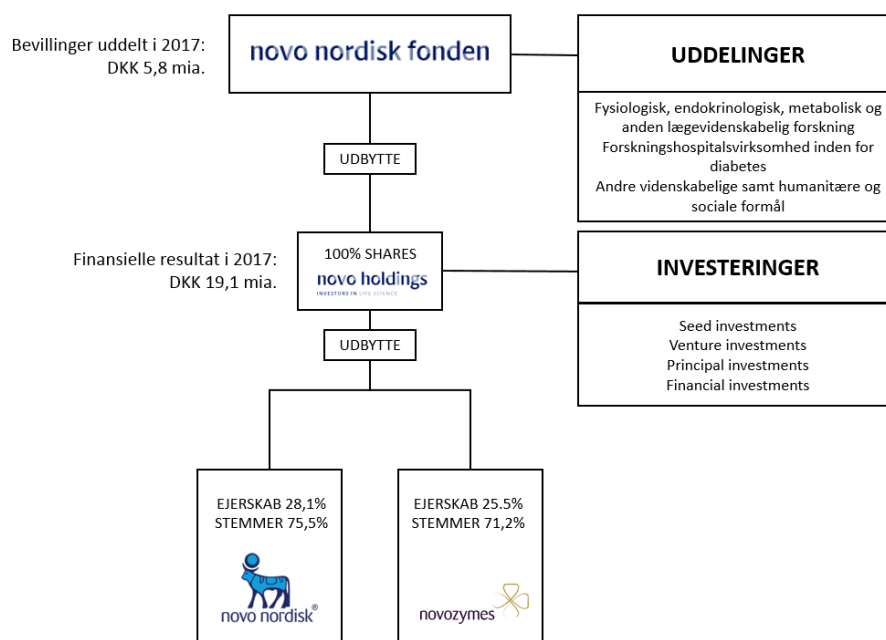 Bevillinger uddelt i 2017:
DKK 5,8 mia.
novo nordisk fonden
UDDELINGER
Fysiologisk, endokrinologisk, metabolisk og
anden lægevidenskabelig forskning
Forskningshospitalsvirksomhed inden for
diabetes
Andre videnskabelige samt humanitære og
sociale formål
UDBYTTE
Finansielle resultat i 2017:
DKK 19,1 mia.
100% SHARES
novo holdings
INVESTORS IN LIFE SCIENCE
INVESTERINGER
Seed investments
Venture investments
Principal investments
Financial investments
UDBYTTE
EJERSKAB 28,1%
STEMMER 75,5%
novo nordisk®
EJERSKAB 25.5%
STEMMER 71,2%
novozymes